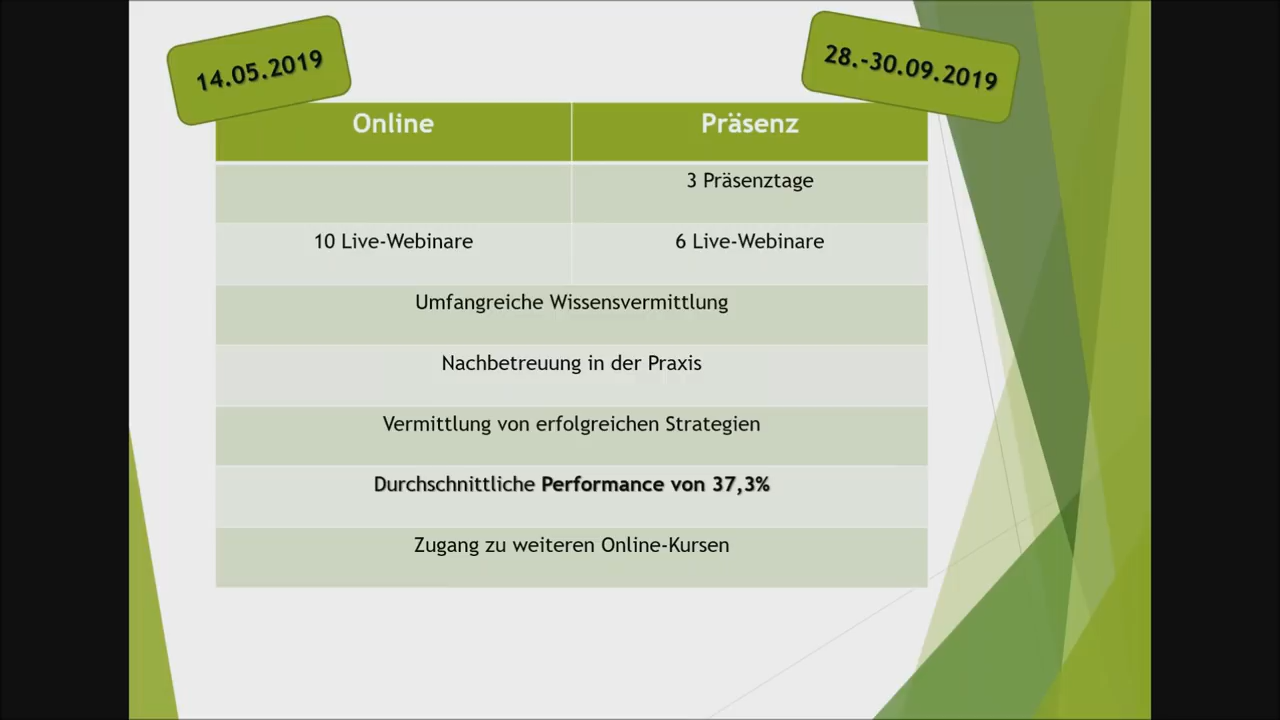 14.05.2019
28.-30.09.2019
Online
Präsenz
3 Präsenztage
10 Live-Webinare
6 Live-Webinare
Umfangreiche Wissensvermittlung
Nachbetreuung in der Praxis
Vermittlung von erfolgreichen Strategien
Durchschnittliche Performance von 37,3%
Zugang zu weiteren Online-Kursen